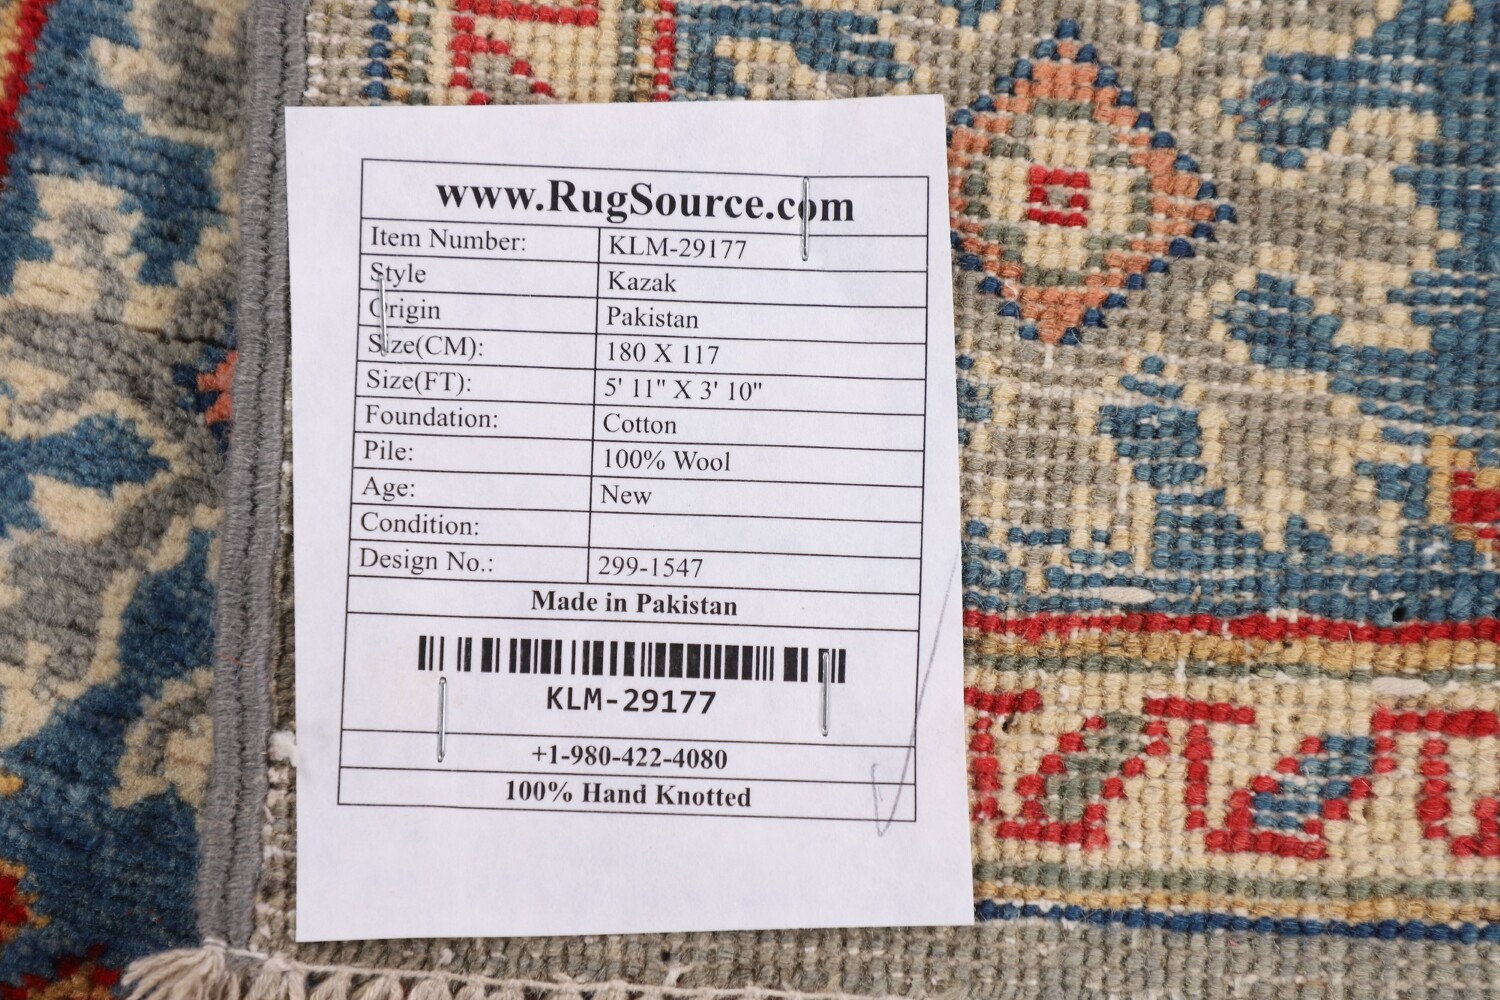 www.RugSource.com
Item Number: KLM-29177
Style Kazak
Origin Pakistan
Size(CM): 180 X 117
Size(FT): 5' 11" X 3' 10"
Foundation: Cotton
Pile: 100% Wool
Age: New
Condition:
Design No.: 299-1547
Made in Pakistan
KLM-29177
+1-980-422-4080
100% Hand Knotted